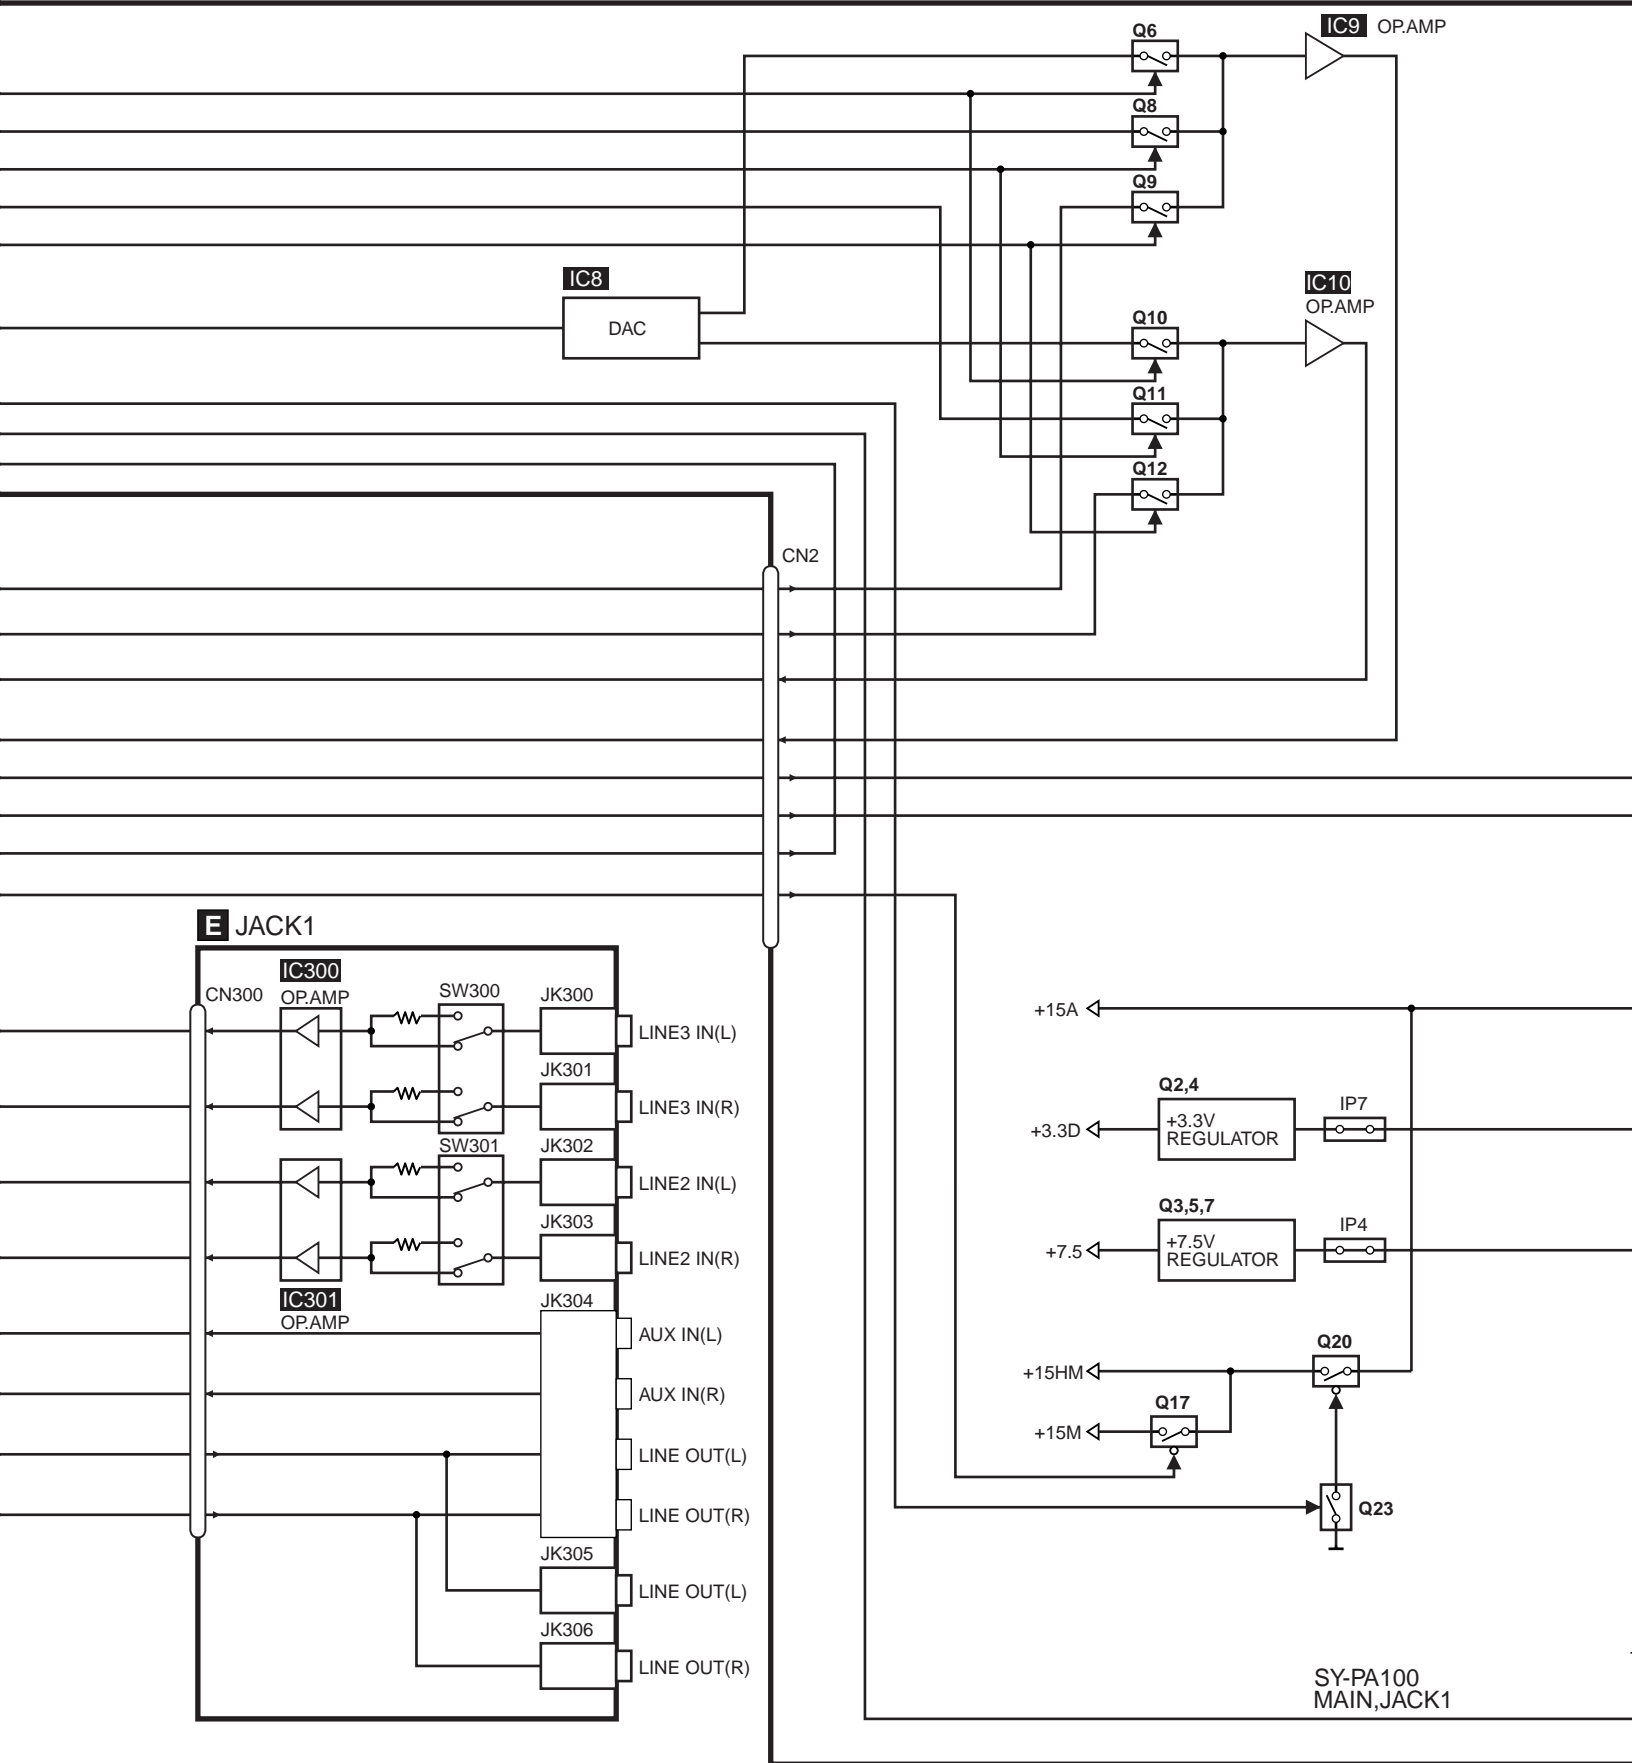 Q6
IC9 OP.AMP
Q8
Q9
IC8
DAC
IC10
OP.AMP
Q10
Q11
Q12
CN2
E JACK1
IC300
OP.AMP
CN300
SW300
JK300
LINE3 IN(L)
JK301
LINE3 IN(R)
SW301
JK302
LINE2 IN(L)
JK303
LINE2 IN(R)
IC301
OP.AMP
JK304
AUX IN(L)
AUX IN(R)
LINE OUT(L)
LINE OUT(R)
JK305
LINE OUT(L)
JK306
LINE OUT(R)
+15A
Q2,4
+3.3D
+3.3V
REGULATOR
IP7
Q3,5,7
+7.5
+7.5V
REGULATOR
IP4
Q20
+15HM
Q17
+15M
Q23
SY-PA100
MAIN,JACK1